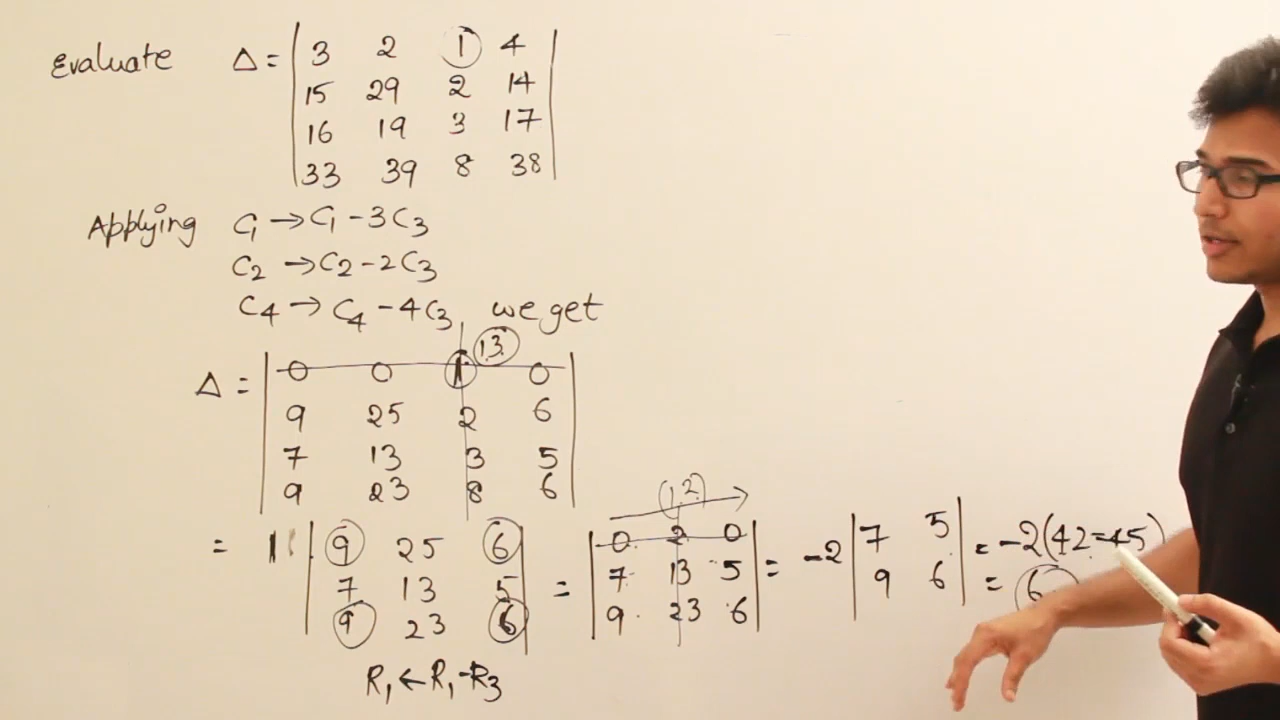 Evaluate Δ = | 3 2 1 4 |
| 15 29 2 14 |
| 16 19 3 17 |
| 33 39 8 38 |
Applying C1 → C1 - 3C3
C2 → C2 - 2C3
C4 → C4 - 4C3 we get
13
Δ = | 0 0 1 0 |
| 9 25 2 6 |
| 7 13 3 5 |
| 9 23 8 6 |
= 1 | 9 25 6 |
| 7 13 5 |
| 9 23 6 |
R1 ← R1 - R3
(1,2)
= | 0 2 0 |
| 7 13 5 |
| 9 23 6 |
= -2 | 7 5 |
| 9 6 |
= -2(42-45)
= 6